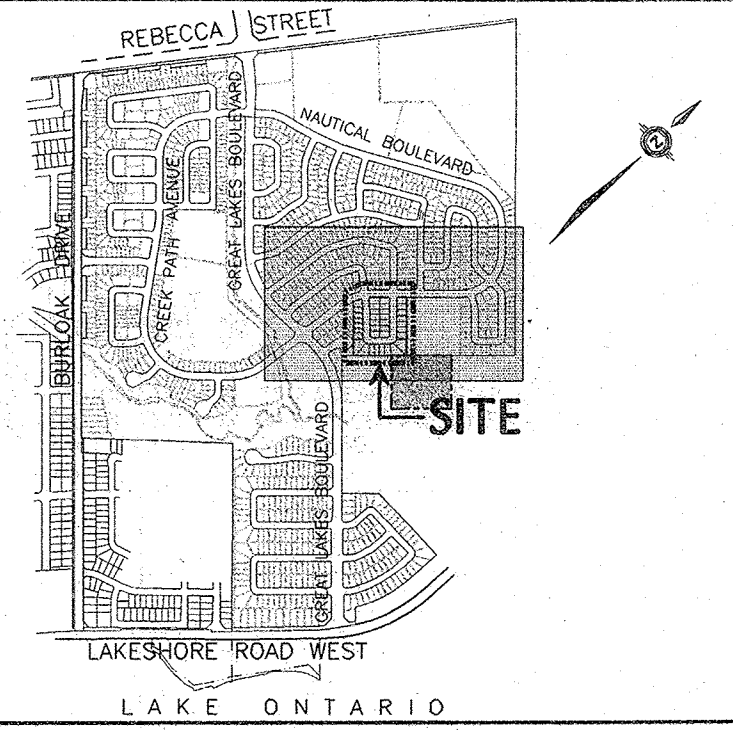 REBECCA STREET
NAUTICAL BOULEVARD
GREAT LAKES BOULEVARD
CREEK PATH AVENUE
BURLOAK DRIVE
SITE
GREAT LAKES BOULEVARD
LAKESHORE ROAD WEST
LAKE ONTARIO
N